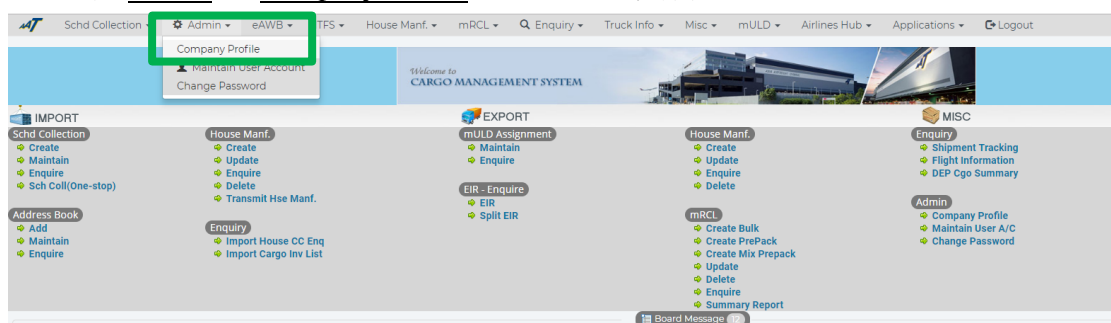 AAT Schd Collection Admin eAWB TFS House Manf. mRCL Enquiry Truck Info Misc mULD Airlines Hub Applications Logout
Company Profile
Maintain User Account
Change Password
Welcome to
CARGO MANAGEMENT SYSTEM
IMPORT
Schd Collection
Create
Maintain
Enquire
Sch Coll(One-stop)
Address Book
Add
Maintain
Enquire
House Manf.
Create
Update
Enquire
Delete
Transmit Hse Manf.
Enquiry
Import House CC Enq
Import Cargo Inv List
EXPORT
mULD Assignment
Maintain
Enquire
EIR - Enquire
EIR
Split EIR
House Manf.
Create
Update
Enquire
Delete
mRCL
Create Bulk
Create PrePack
Create Mix Prepack
Update
Delete
Enquire
Summary Report
MISC
Enquiry
Shipment Tracking
Flight Information
DEP Cgo Summary
Admin
Company Profile
Maintain User A/C
Change Password
Board Message 12